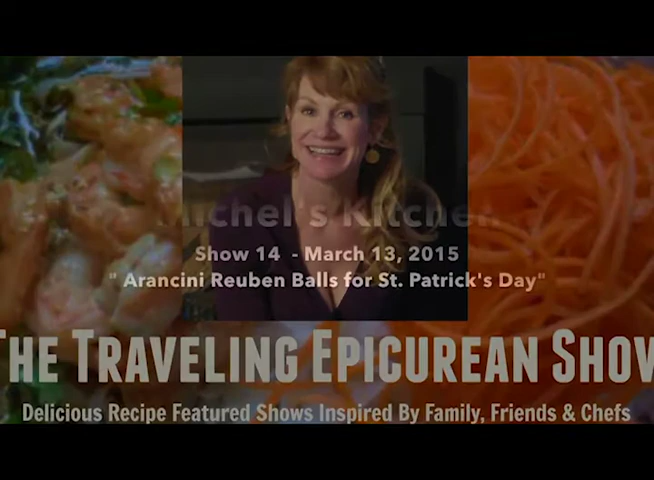 Michel's Kitchen
Show 14 - March 13, 2015
" Arancini Reuben Balls for St. Patrick's Day"
THE TRAVELING EPICUREAN SHOW
Delicious Recipe Featured Shows Inspired By Family, Friends & Chefs